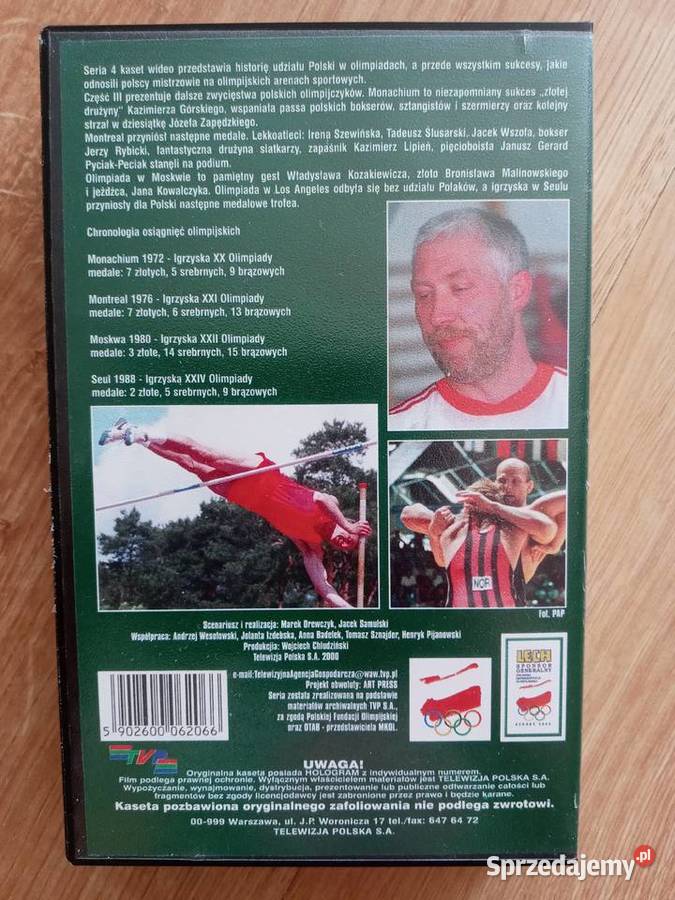 Seria 4 kaset wideo przedstawia historię udziału Polski w olimpiadach, a przede wszystkim sukcesy, jakie
odnosili polscy mistrzowie na olimpijskich arenach sportowych.
Część III prezentuje dalsze zwycięstwa polskich olimpijczyków. Monachium to niezapomniany sukces „złotej
drużyny" Kazimierza Górskiego, wspaniała passa polskich bokserów, sztangistów i szermierzy oraz kolejny
strzał w dziesiątkę Józefa Zapędzkiego.
Montreal przyniósł następne medale. Lekkoatleci: Irena Szewińska, Tadeusz Ślusarski, Jacek Wszoła, bokser
Jerzy Rybicki, fantastyczna drużyna siatkarzy, zapaśnik Kazimierz Lipień, pięcioboista Janusz Gerard
Pyciak-Peciak stanęli na podium.
Olimpiada w Moskwie to pamiętny gest Władysława Kozakiewicza, złoto Bronisława Malinowskiego
i jeźdźca, Jana Kowalczyka. Olimpiada w Los Angeles odbyła się bez udziału Polaków, a igrzyska w Seulu
przyniosły dla Polski następne medalowe trofea.
Chronologia osiągnięć olimpijskich
Monachium 1972 - Igrzyska XX Olimpiady
medale: 7 złotych, 5 srebrnych, 9 brązowych
Montreal 1976 - Igrzyska XXI Olimpiady
medale: 7 złotych, 6 srebrnych, 13 brązowych
Moskwa 1980 - Igrzyska XXII Olimpiady
medale: 3 złote, 14 srebrnych, 15 brązowych
Seul 1988 - Igrzyska XXIV Olimpiady
medale: 2 złote, 5 srebrnych, 9 brązowych
NOR
fot. PAP
Scenariusz i realizacja: Marek Drewczyk, Jacek Samulski
Współpraca: Andrzej Wesołowski, Jolanta Izdebska, Anna Badełek, Tomasz Sznajder, Henryk Pijanowski
Produkcja: Wojciech Chludziński
Telewizja Polska S.A. 2000
e-mail:TelewizyjnaAgencjaGospodarcza@waw.tvp.pl
Projekt obwoluty: ART PRESS
Seria została zrealizowana na podstawie
materiałów archiwalnych TVP S.A.,
za zgodą Polskiej Fundacji Olimpijskiej
oraz OTAB - przedstawiciela MKOL.
5 902600 062066
LECH
SPONSOR
GENERALNY
SYDNEY 2000
TVP
UWAGA!
Oryginalna kaseta posiada HOLOGRAM z indywidualnym numerem.
Film podlega prawnej ochronie. Wyłącznym właścicielem materiałów jest TELEWIZJA POLSKA S.A.
Wypożyczanie, wynajmowanie, dystrybucja, prezentowanie lub publiczne odtwarzanie całości lub
fragmentów bez zgody licencjodawcy jest zabronione przez prawo i będzie karane.
Kaseta pozbawiona oryginalnego zafoliowania nie podlega zwrotowi.
00-999 Warszawa, ul. J.P. Woronicza 17 tel./fax: 647 64 72
TELEWIZJA POLSKA S.A.
Sprzedajemy.pl